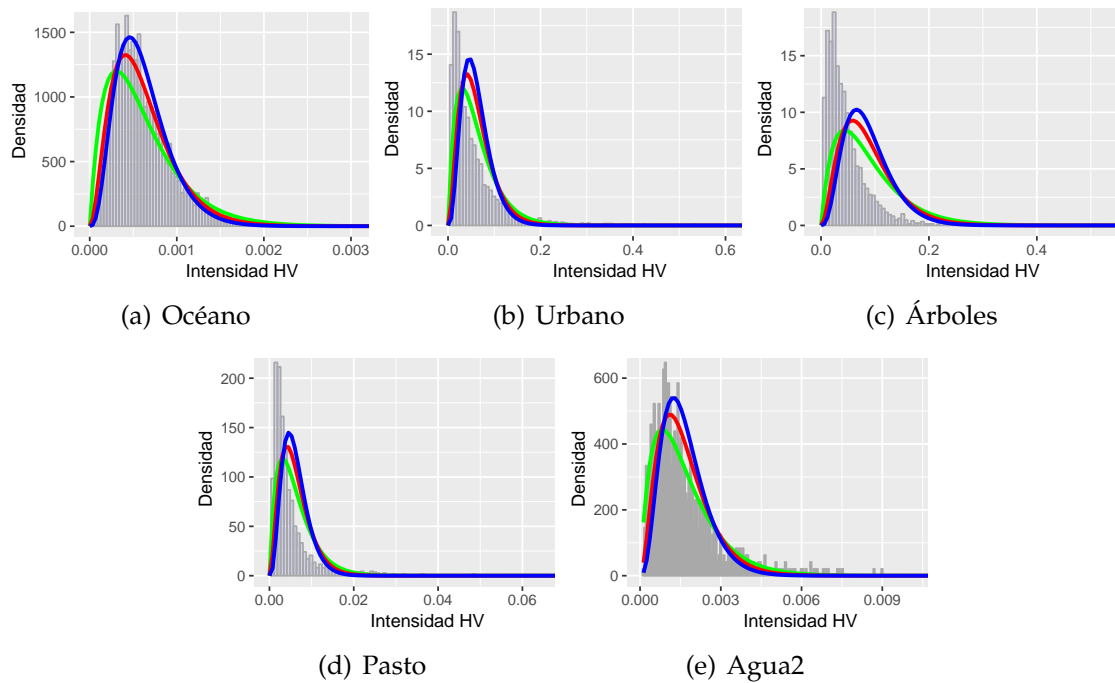 1500
1000
500
0
Densidad
0.000
0.001
0.002
0.003
Intensidad HV
(a) Océano
15
10
5
0
Densidad
0.0
0.2
0.4
0.6
Intensidad HV
(b) Urbano
15
10
5
0
Densidad
0.0
0.2
0.4
Intensidad HV
(c) Árboles
200
150
100
50
0
Densidad
0.00
0.02
0.04
0.06
Intensidad HV
(d) Pasto
600
400
200
0
Densidad
0.000
0.003
0.006
0.009
Intensidad HV
(e) Agua2